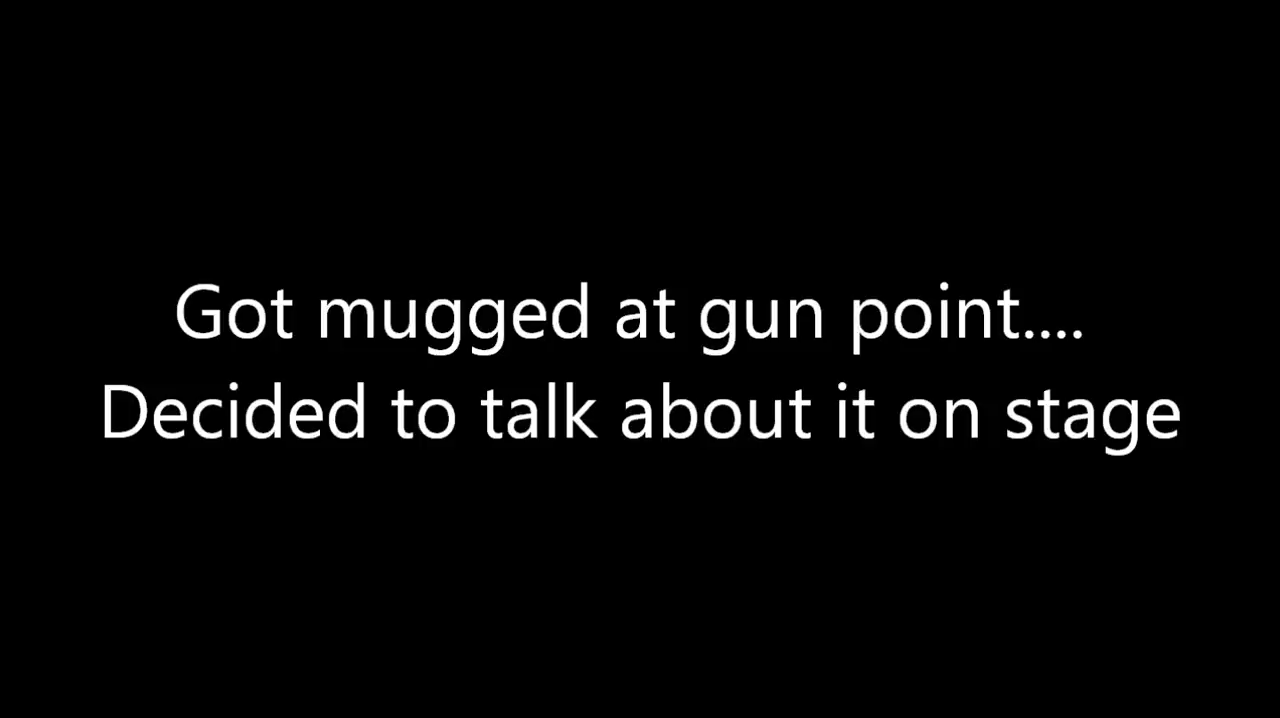 Got mugged at gun point....
Decided to talk about it on stage